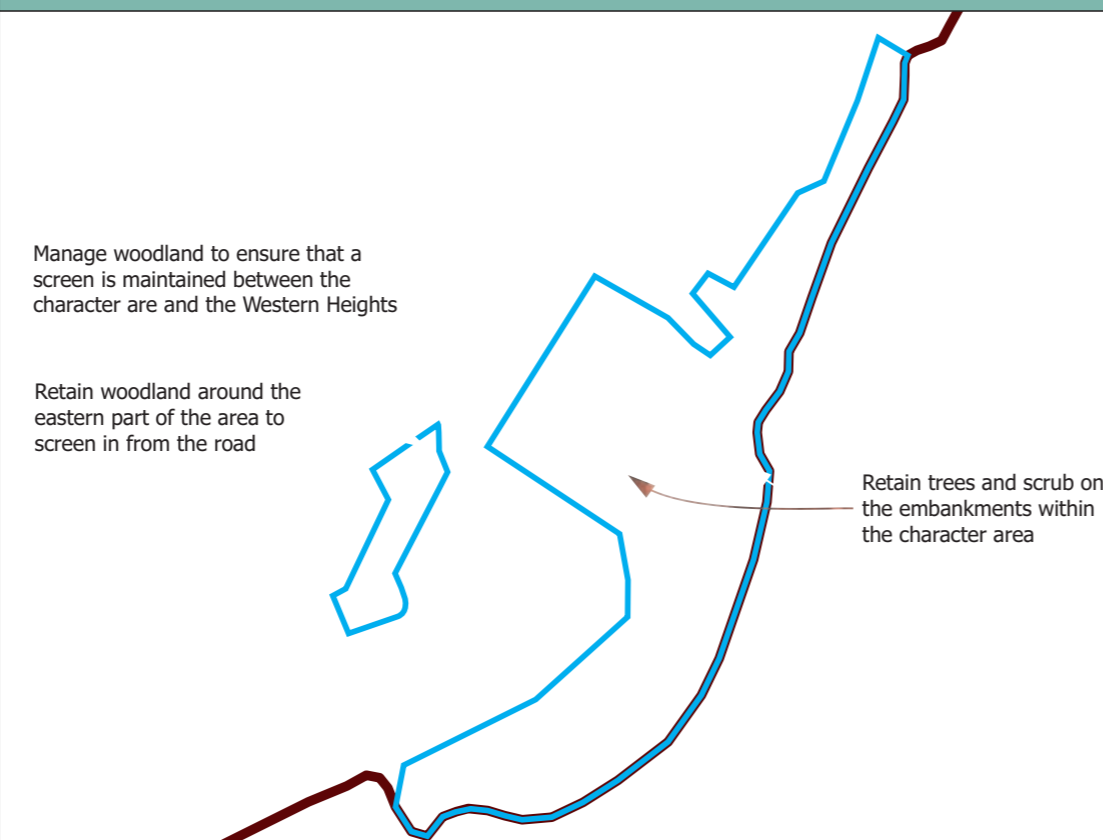 Manage woodland to ensure that a
screen is maintained between the
character are and the Western Heights
Retain woodland around the
eastern part of the area to
screen in from the road
Retain trees and scrub on
the embankments within
the character area